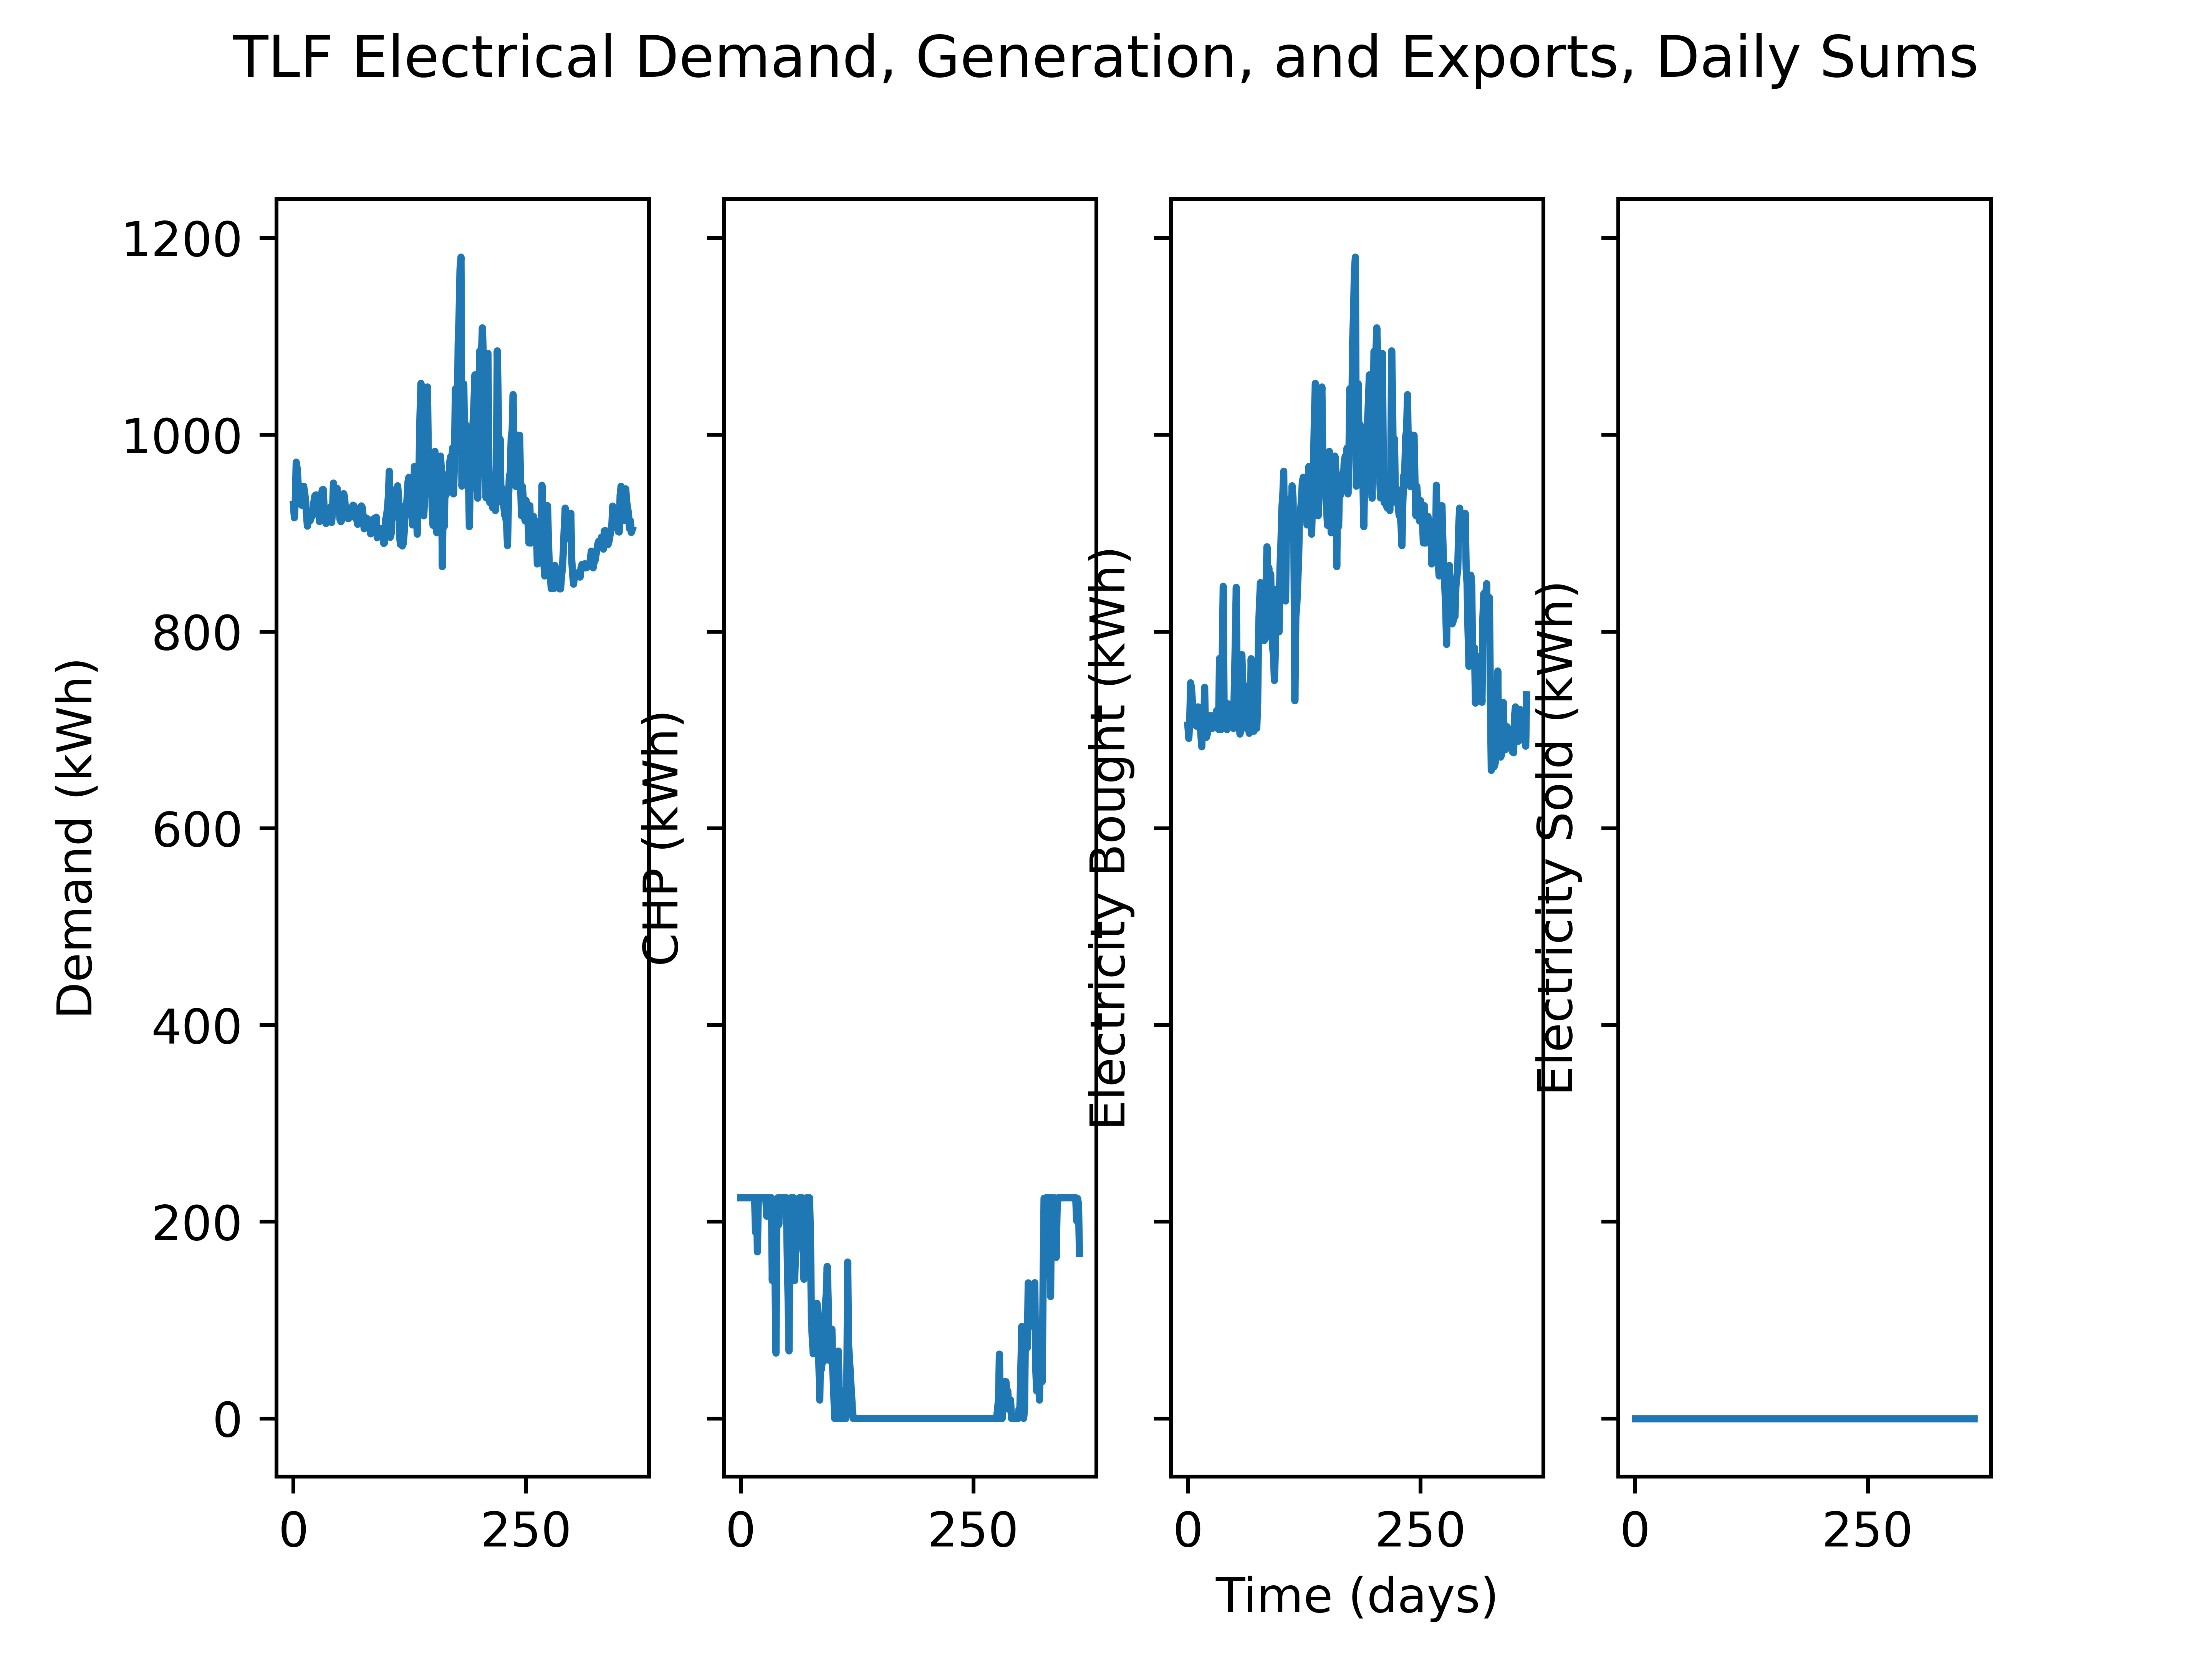 TLF Electrical Demand, Generation, and Exports, Daily Sums
Demand (kWh)
1200
1000
800
600
400
200
0
0 250
CHP (kWh)
0 250
Electricity Bought (kWh)
0 250
Electricity Sold (kWh)
0 250
Time (days)